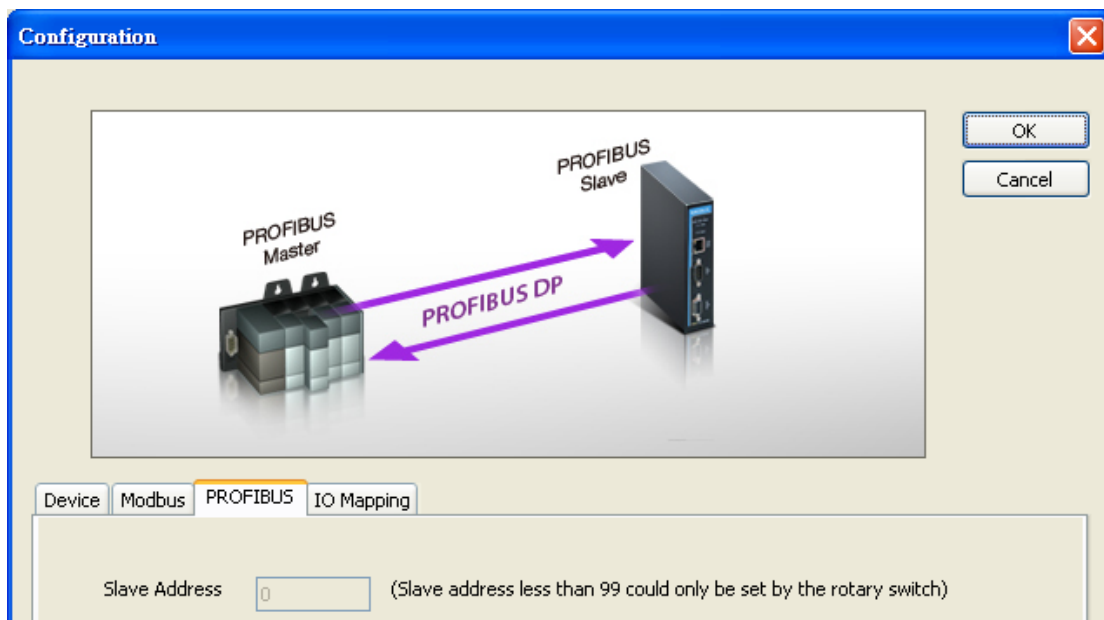 Configuration
OK
Cancel
PROFIBUS
Slave
PROFIBUS
Master
PROFIBUS DP
Device Modbus PROFIBUS IO Mapping
Slave Address 0 (Slave address less than 99 could only be set by the rotary switch)